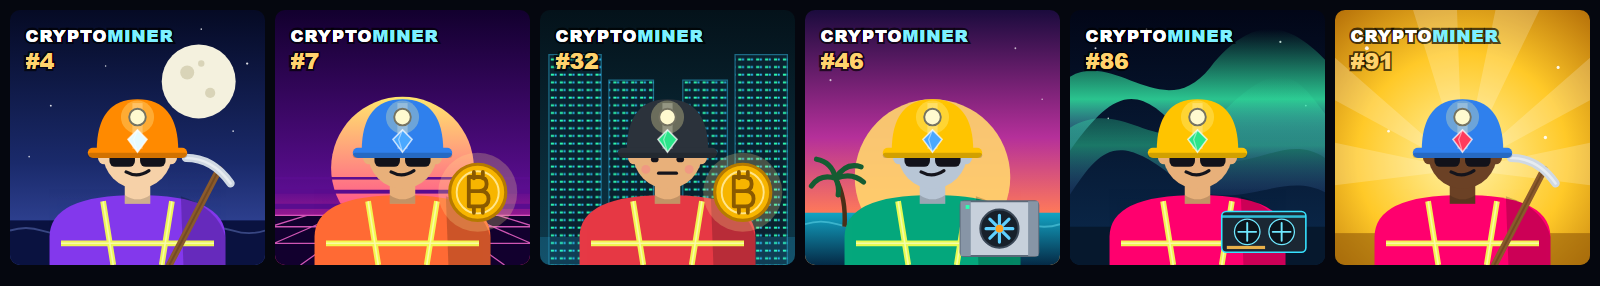 CRYPTOMINER
#4
CRYPTOMINER
#7
CRYPTOMINER
#32
CRYPTOMINER
#46
CRYPTOMINER
#86
CRYPTOMINER
#91